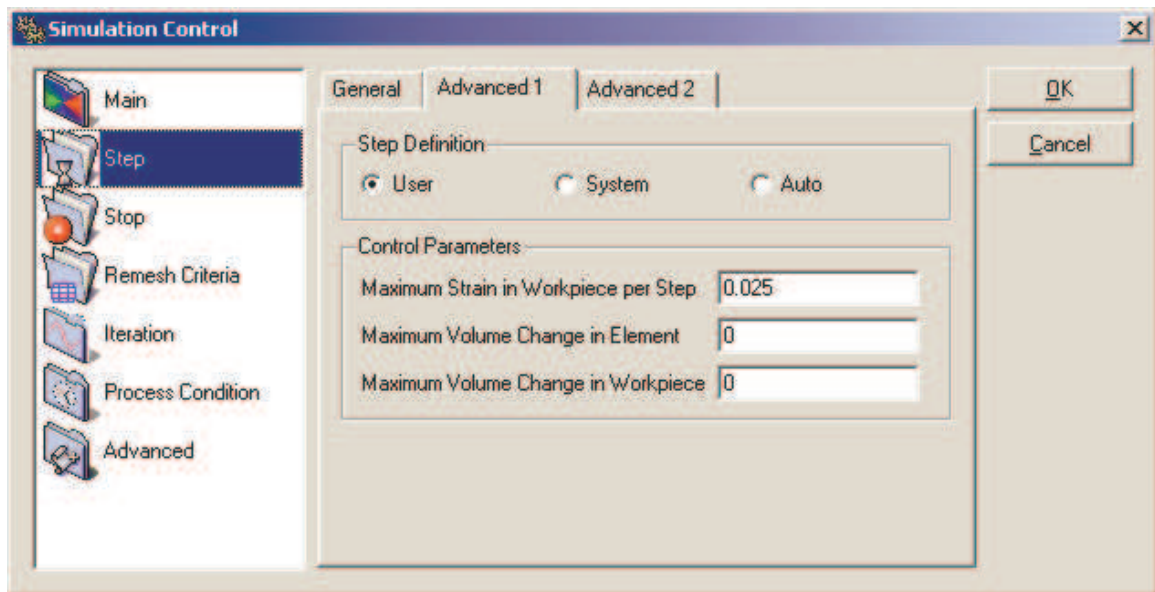 Simulation Control
Main
Step
Stop
Remesh Criteria
Iteration
Process Condition
Advanced
General
Advanced 1
Advanced 2
Step Definition
User
System
Auto
Control Parameters
Maximum Strain in Workpiece per Step 0.025
Maximum Volume Change in Element 0
Maximum Volume Change in Workpiece 0
OK
Cancel